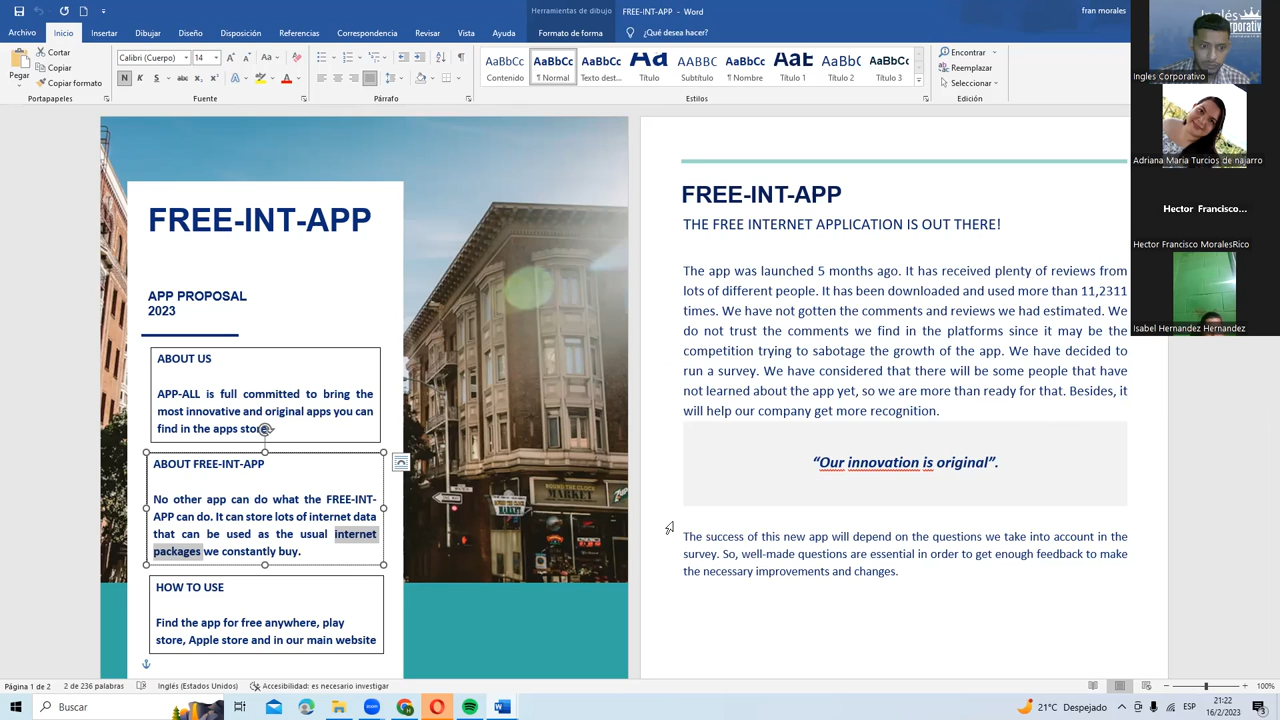 Herramientas de dibujo
FREE-INT-APP - Word
fran morales
Archivo Inicio Insertar Dibujar Diseño Disposición Referencias Correspondencia Revisar Vista Ayuda Formato de forma ¿Qué desea hacer?
Pegar
Cortar
Copiar
Copiar formato
Portapapeles
Calibri (Cuerpo) 14
N K S abc x₂ x²
Fuente
Párrafo
AaBbCc AaBbCc AaBbCc Aa AABBC AaBbCc AaBbC AaBbC AaBbCc
Contenido ¶ Normal Texto dest... Título Subtítulo ¶ Nombre Título 1 Título 2 Título 3
Estilos
Encontrar
Reemplazar
Seleccionar
Edición
FREE-INT-APP
APP PROPOSAL
2023
ABOUT US
APP-ALL is full committed to bring the
most innovative and original apps you can
find in the apps store.
ABOUT FREE-INT-APP
No other app can do what the FREE-INT-
APP can do. It can store lots of internet data
that can be used as the usual internet
packages we constantly buy.
HOW TO USE
Find the app for free anywhere, play
store, Apple store and in our main website
MARKET
FREE-INT-APP
THE FREE INTERNET APPLICATION IS OUT THERE!
The app was launched 5 months ago. It has received plenty of reviews from
lots of different people. It has been downloaded and used more than 11,2311
times. We have not gotten the comments and reviews we had estimated. We
do not trust the comments we find in the platforms since it may be the
competition trying to sabotage the growth of the app. We have decided to
run a survey. We have considered that there will be some people that have
not learned about the app yet, so we are more than ready for that. Besides, it
will help our company get more recognition.
“Our innovation is original”.
The success of this new app will depend on the questions we take into account in the
survey. So, well-made questions are essential in order to get enough feedback to make
the necessary improvements and changes.
Inglés
Ingles Corporativo
Adriana Maria Turcios de najarro
Hector Francisco...
Hector Francisco MoralesRico
Isabel Hernandez Hernandez
Página 1 de 2 2 de 236 palabras Inglés (Estados Unidos) Accesibilidad: es necesario investigar
100%
Buscar
21°C Despejado
ESP
21:22
16/2/2023